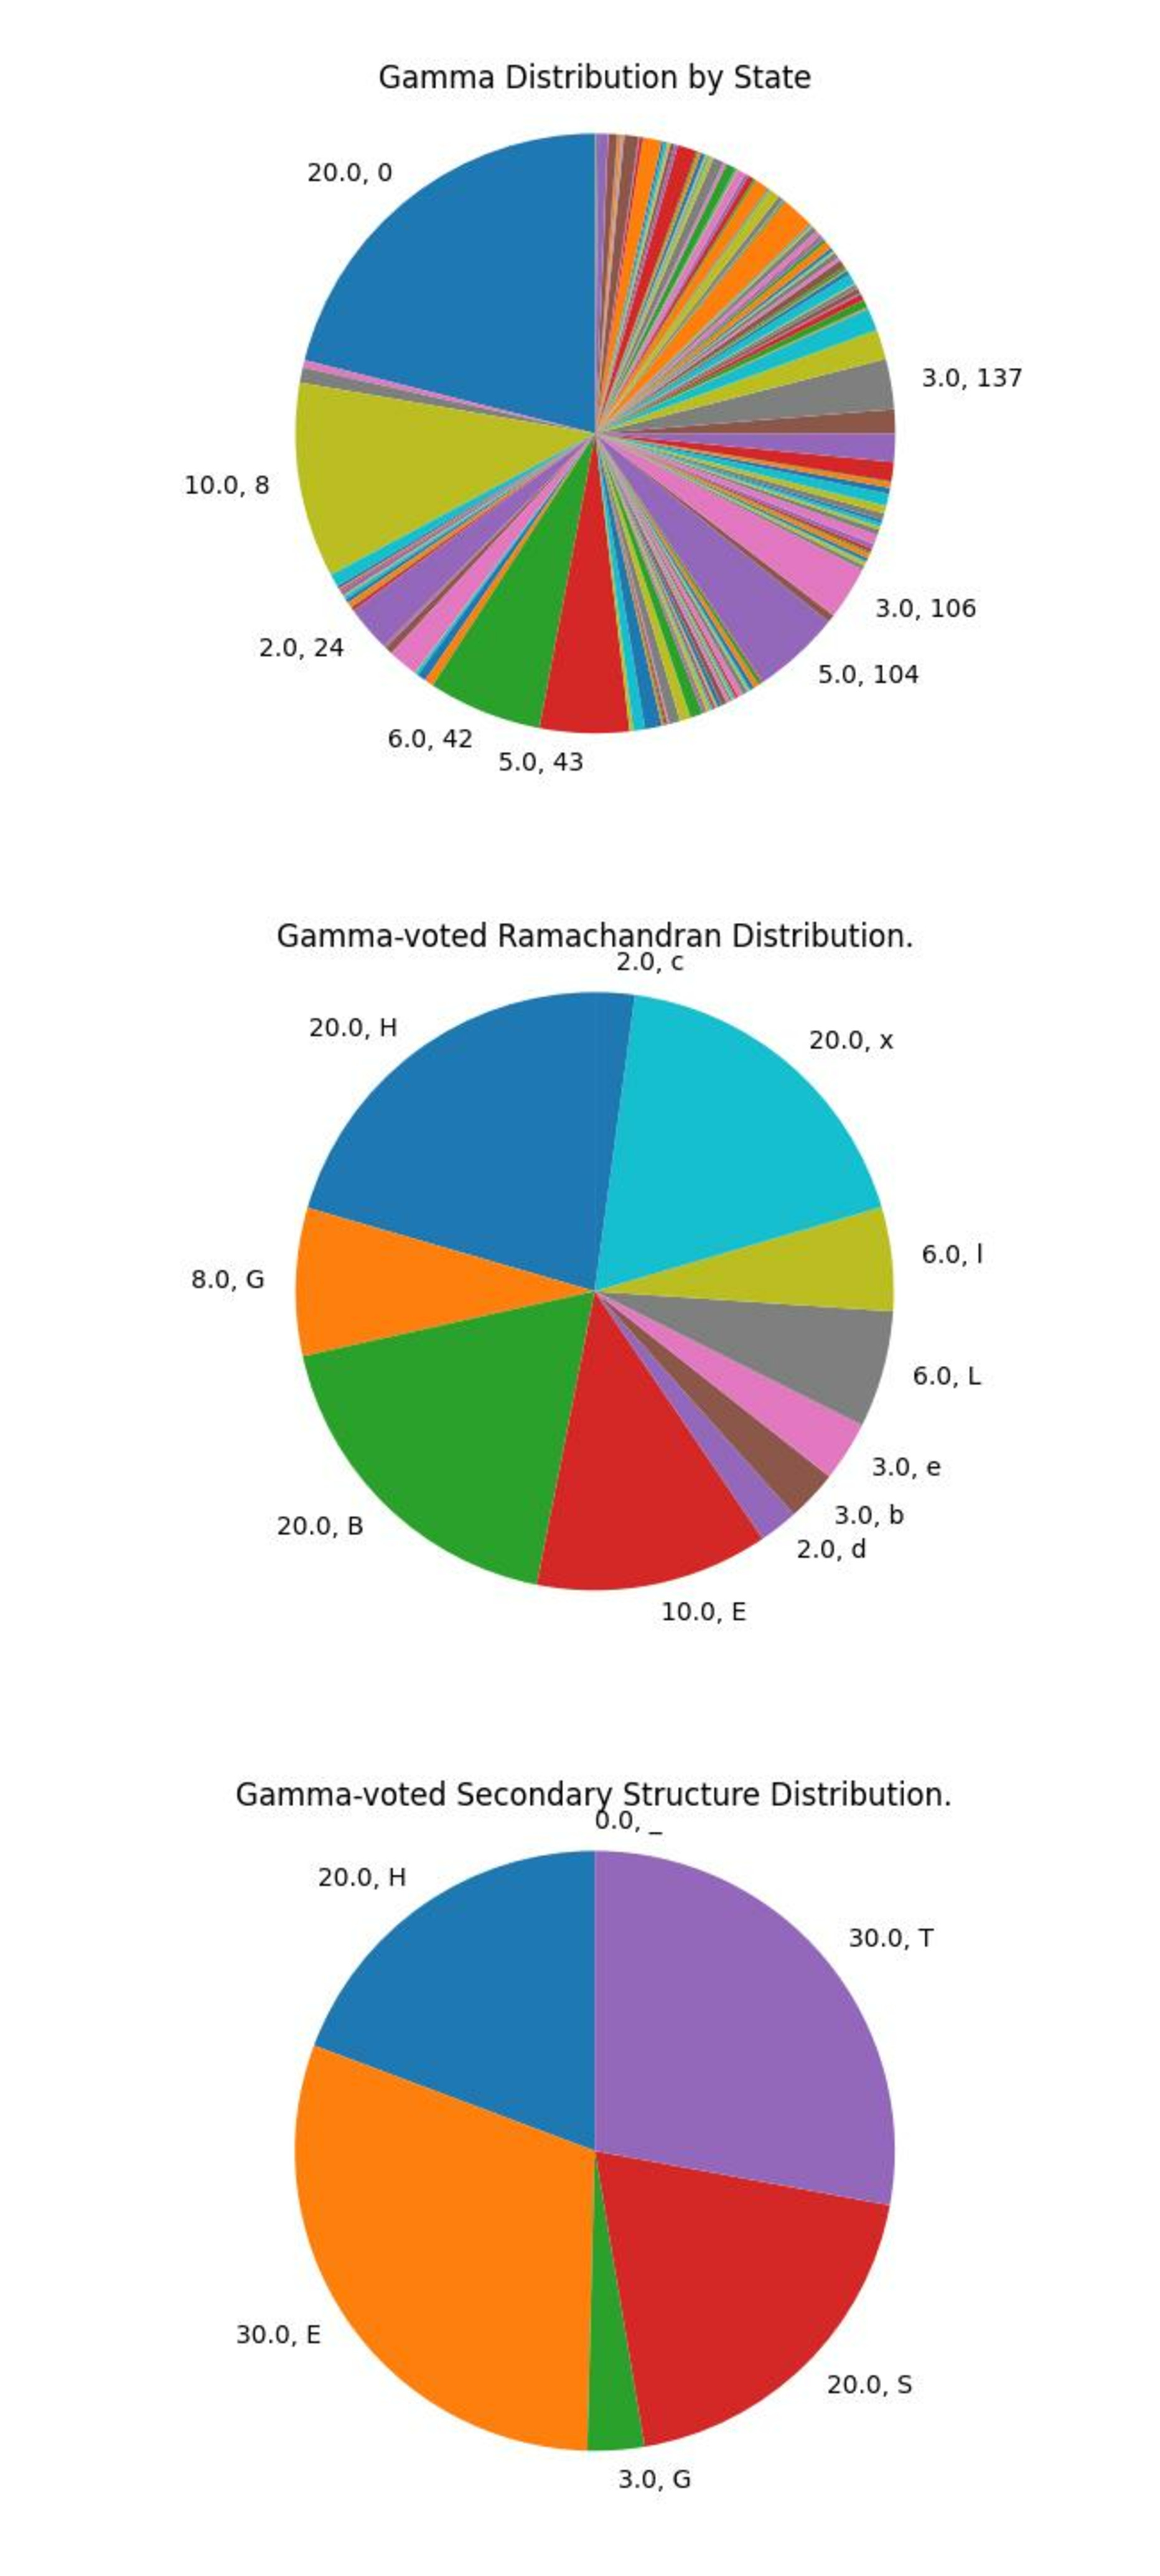 Gamma Distribution by State
20.0, 0
3.0, 137
10.0, 8
3.0, 106
2.0, 24
5.0, 104
6.0, 42
5.0, 43
Gamma-voted Ramachandran Distribution.
2.0, c
20.0, H
20.0, x
6.0, l
8.0, G
6.0, L
3.0, e
3.0, b
20.0, B
2.0, d
10.0, E
Gamma-voted Secondary Structure Distribution.
0.0, _
20.0, H
30.0, T
30.0, E
20.0, S
3.0, G